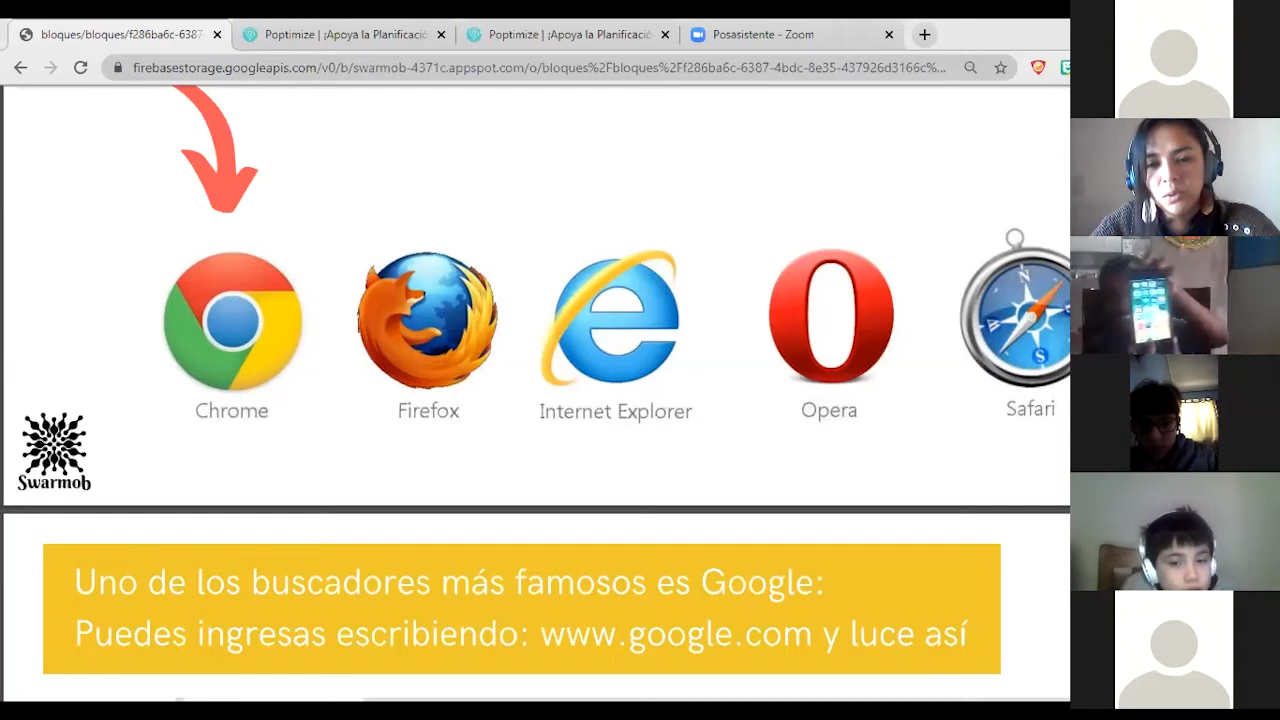 bloques/bloques/f286ba6c-6387
Poptimize | ¡Apoya la Planificació
Poptimize | ¡Apoya la Planificació
Posasistente - Zoom
firebasestorage.googleapis.com/v0/b/swarmob-4371c.appspot.com/o/bloques%2Fbloques%2Ff286ba6c-6387-4bdc-8e35-437926d3166c%...
N
W
S
Chrome
Firefox
Internet Explorer
Opera
Safari
Swarmob
Uno de los buscadores más famosos es Google:
Puedes ingresas escribiendo: www.google.com y luce así